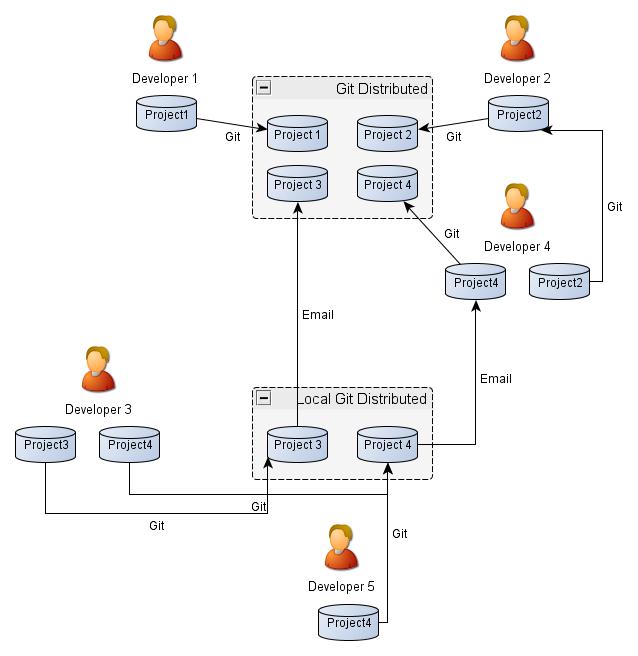 Developer 1
Developer 2
Git Distributed
Project1
Project2
Git
Project 1
Project 2
Git
Project 3
Project 4
Git
Git
Developer 4
Project4
Project2
Email
Email
Developer 3
Local Git Distributed
Project3
Project4
Project 3
Project 4
Git
Git
Git
Developer 5
Project4